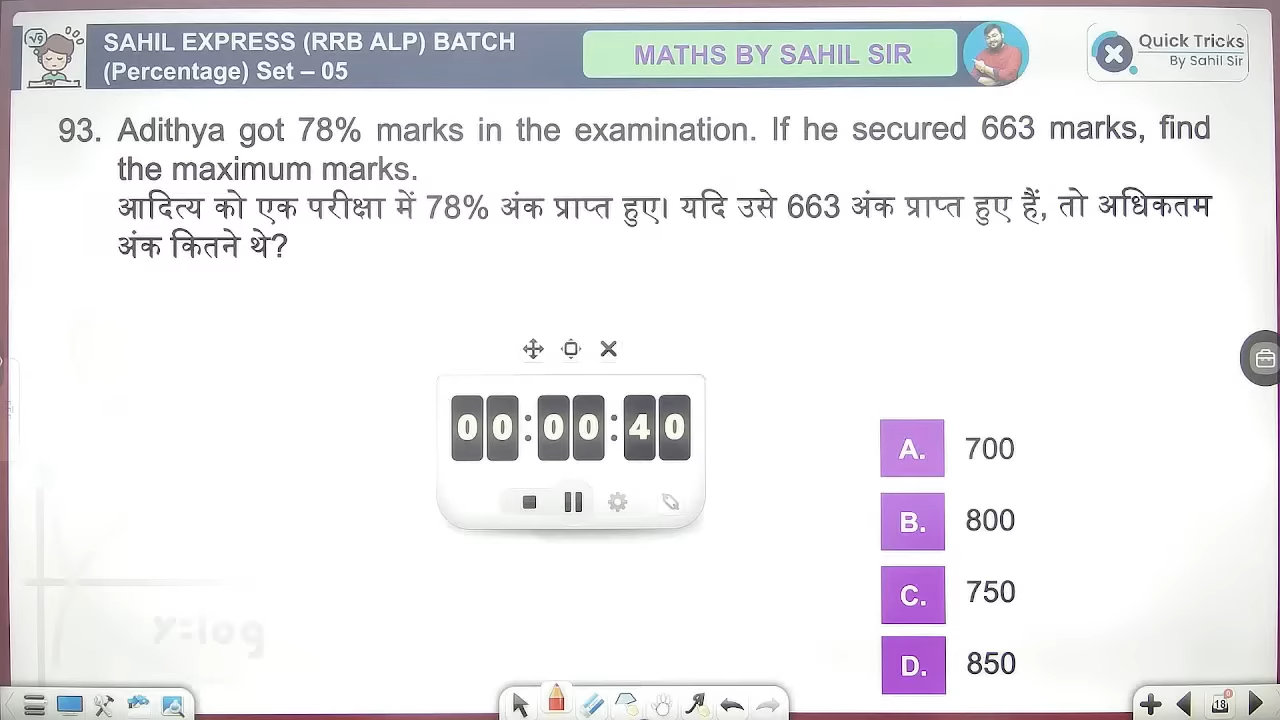 SAHIL EXPRESS (RRB ALP) BATCH
(Percentage) Set – 05
MATHS BY SAHIL SIR
Quick Tricks
By Sahil Sir
93. Adithya got 78% marks in the examination. If he secured 663 marks, find
the maximum marks.
आदित्य को एक परीक्षा में 78% अंक प्राप्त हुए। यदि उसे 663 अंक प्राप्त हुए हैं, तो अधिकतम
अंक कितने थे?
00:00:40
A. 700
B. 800
C. 750
D. 850
y=log
18